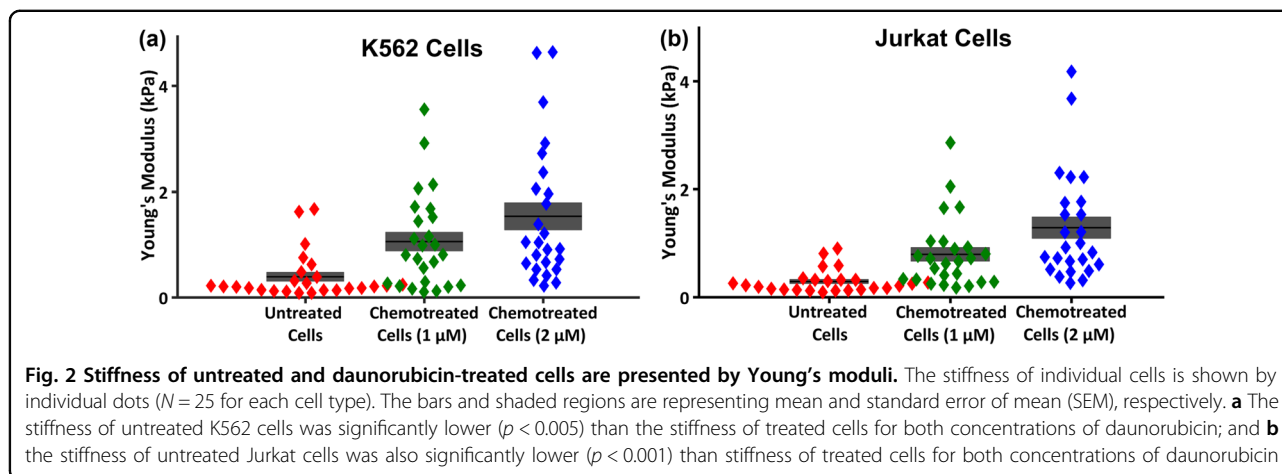 (a)
K562 Cells
Young's Modulus (kPa)
4
2
0
Untreated Cells
Chemotreated Cells (1 µM)
Chemotreated Cells (2 µM)
(b)
Jurkat Cells
Young's Modulus (kPa)
4
2
0
Untreated Cells
Chemotreated Cells (1 µM)
Chemotreated Cells (2 µM)
Fig. 2 Stiffness of untreated and daunorubicin-treated cells are presented by Young's moduli. The stiffness of individual cells is shown by
individual dots (N = 25 for each cell type). The bars and shaded regions are representing mean and standard error of mean (SEM), respectively. a The
stiffness of untreated K562 cells was significantly lower (p < 0.005) than the stiffness of treated cells for both concentrations of daunorubicin; and b
the stiffness of untreated Jurkat cells was also significantly lower (p < 0.001) than stiffness of treated cells for both concentrations of daunorubicin